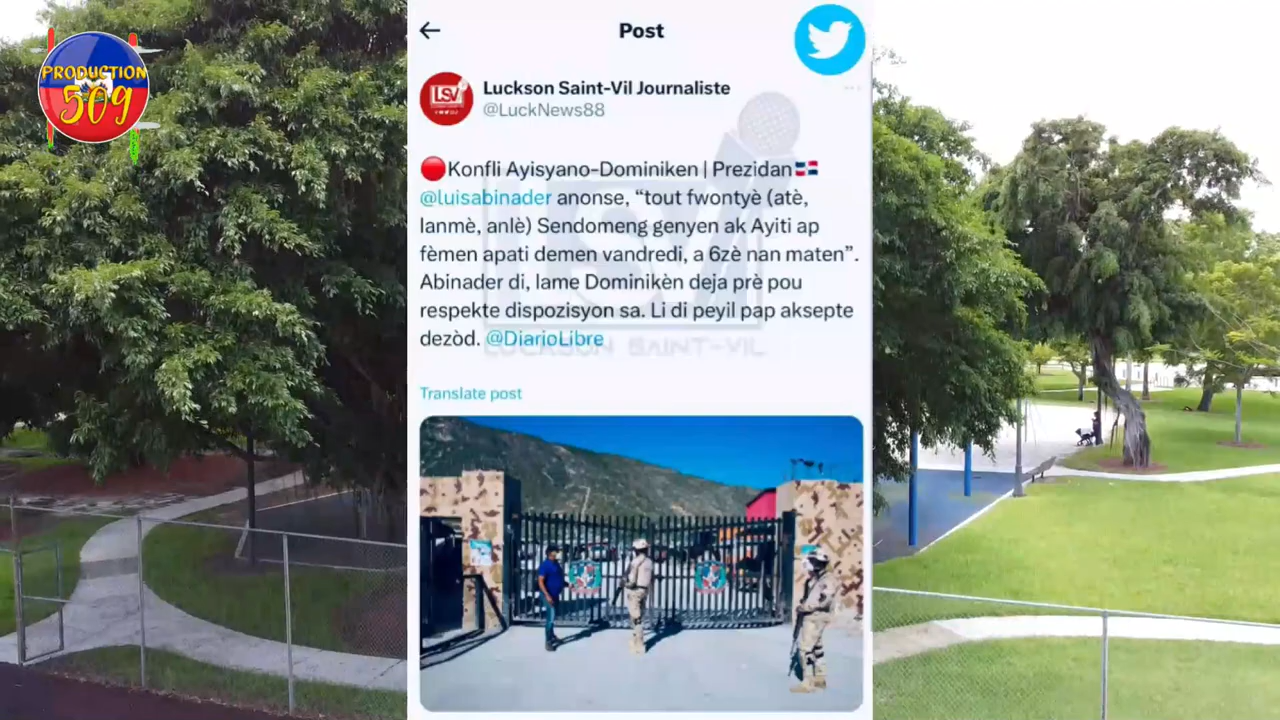 PRODUCTION
509
Post
Luckson Saint-Vil Journaliste
@LuckNews88
🔴Konfli Ayisyano-Dominiken | Prezidan🇩🇴
@luisabinader anonse, “tout fwontyè (atè,
lanmè, anlè) Sendomeng genyen ak Ayiti ap
fèmen apati demen vandredi, a 6zè nan maten”.
Abinader di, lame Dominikèn deja prè pou
respekte dispozisyon sa. Li di peyil pap aksepte
dezòd. @DiarioLibre
LUCKSON SAINT-VIL
Translate post
LSV